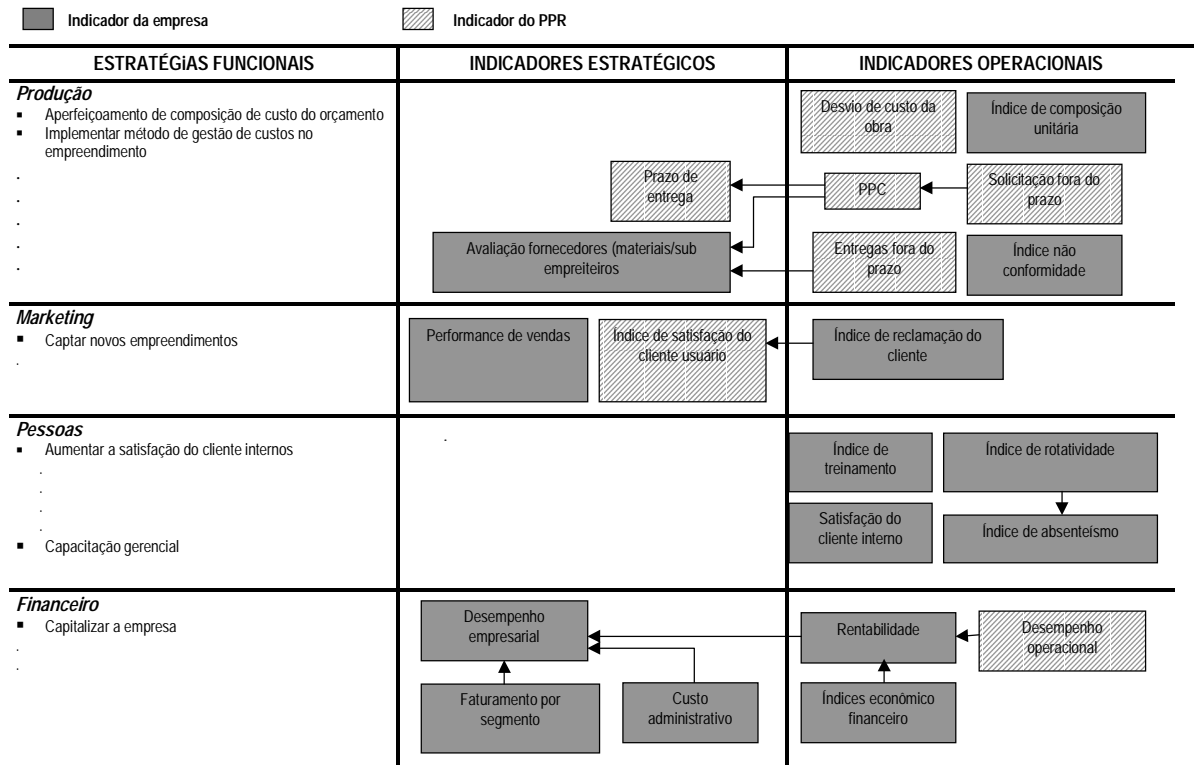 Indicador da empresa
Indicador do PPR
ESTRATÉGiAS FUNCIONAIS
INDICADORES ESTRATÉGICOS
INDICADORES OPERACIONAIS
Produção
▪ Aperfeiçoamento de composição de custo do orçamento
▪ Implementar método de gestão de custos no
empreendimento
.
.
.
.
.
Prazo de
entrega
Avaliação fornecedores (materiais/sub
empreiteiros
Desvio de custo da
obra
Índice de composição
unitária
PPC
Solicitação fora do
prazo
Entregas fora do
prazo
Índice não
conformidade
Marketing
▪ Captar novos empreendimentos
.
Performance de vendas
Índice de satisfação do
cliente usuário
Índice de reclamação do
cliente
Pessoas
▪ Aumentar a satisfação do cliente internos
.
.
.
.
▪ Capacitação gerencial
.
Índice de
treinamento
Índice de rotatividade
Satisfação do
cliente interno
Índice de absenteísmo
Financeiro
▪ Capitalizar a empresa
.
.
Desempenho
empresarial
Faturamento por
segmento
Custo
administrativo
Rentabilidade
Desempenho
operacional
Índices econômico
financeiro